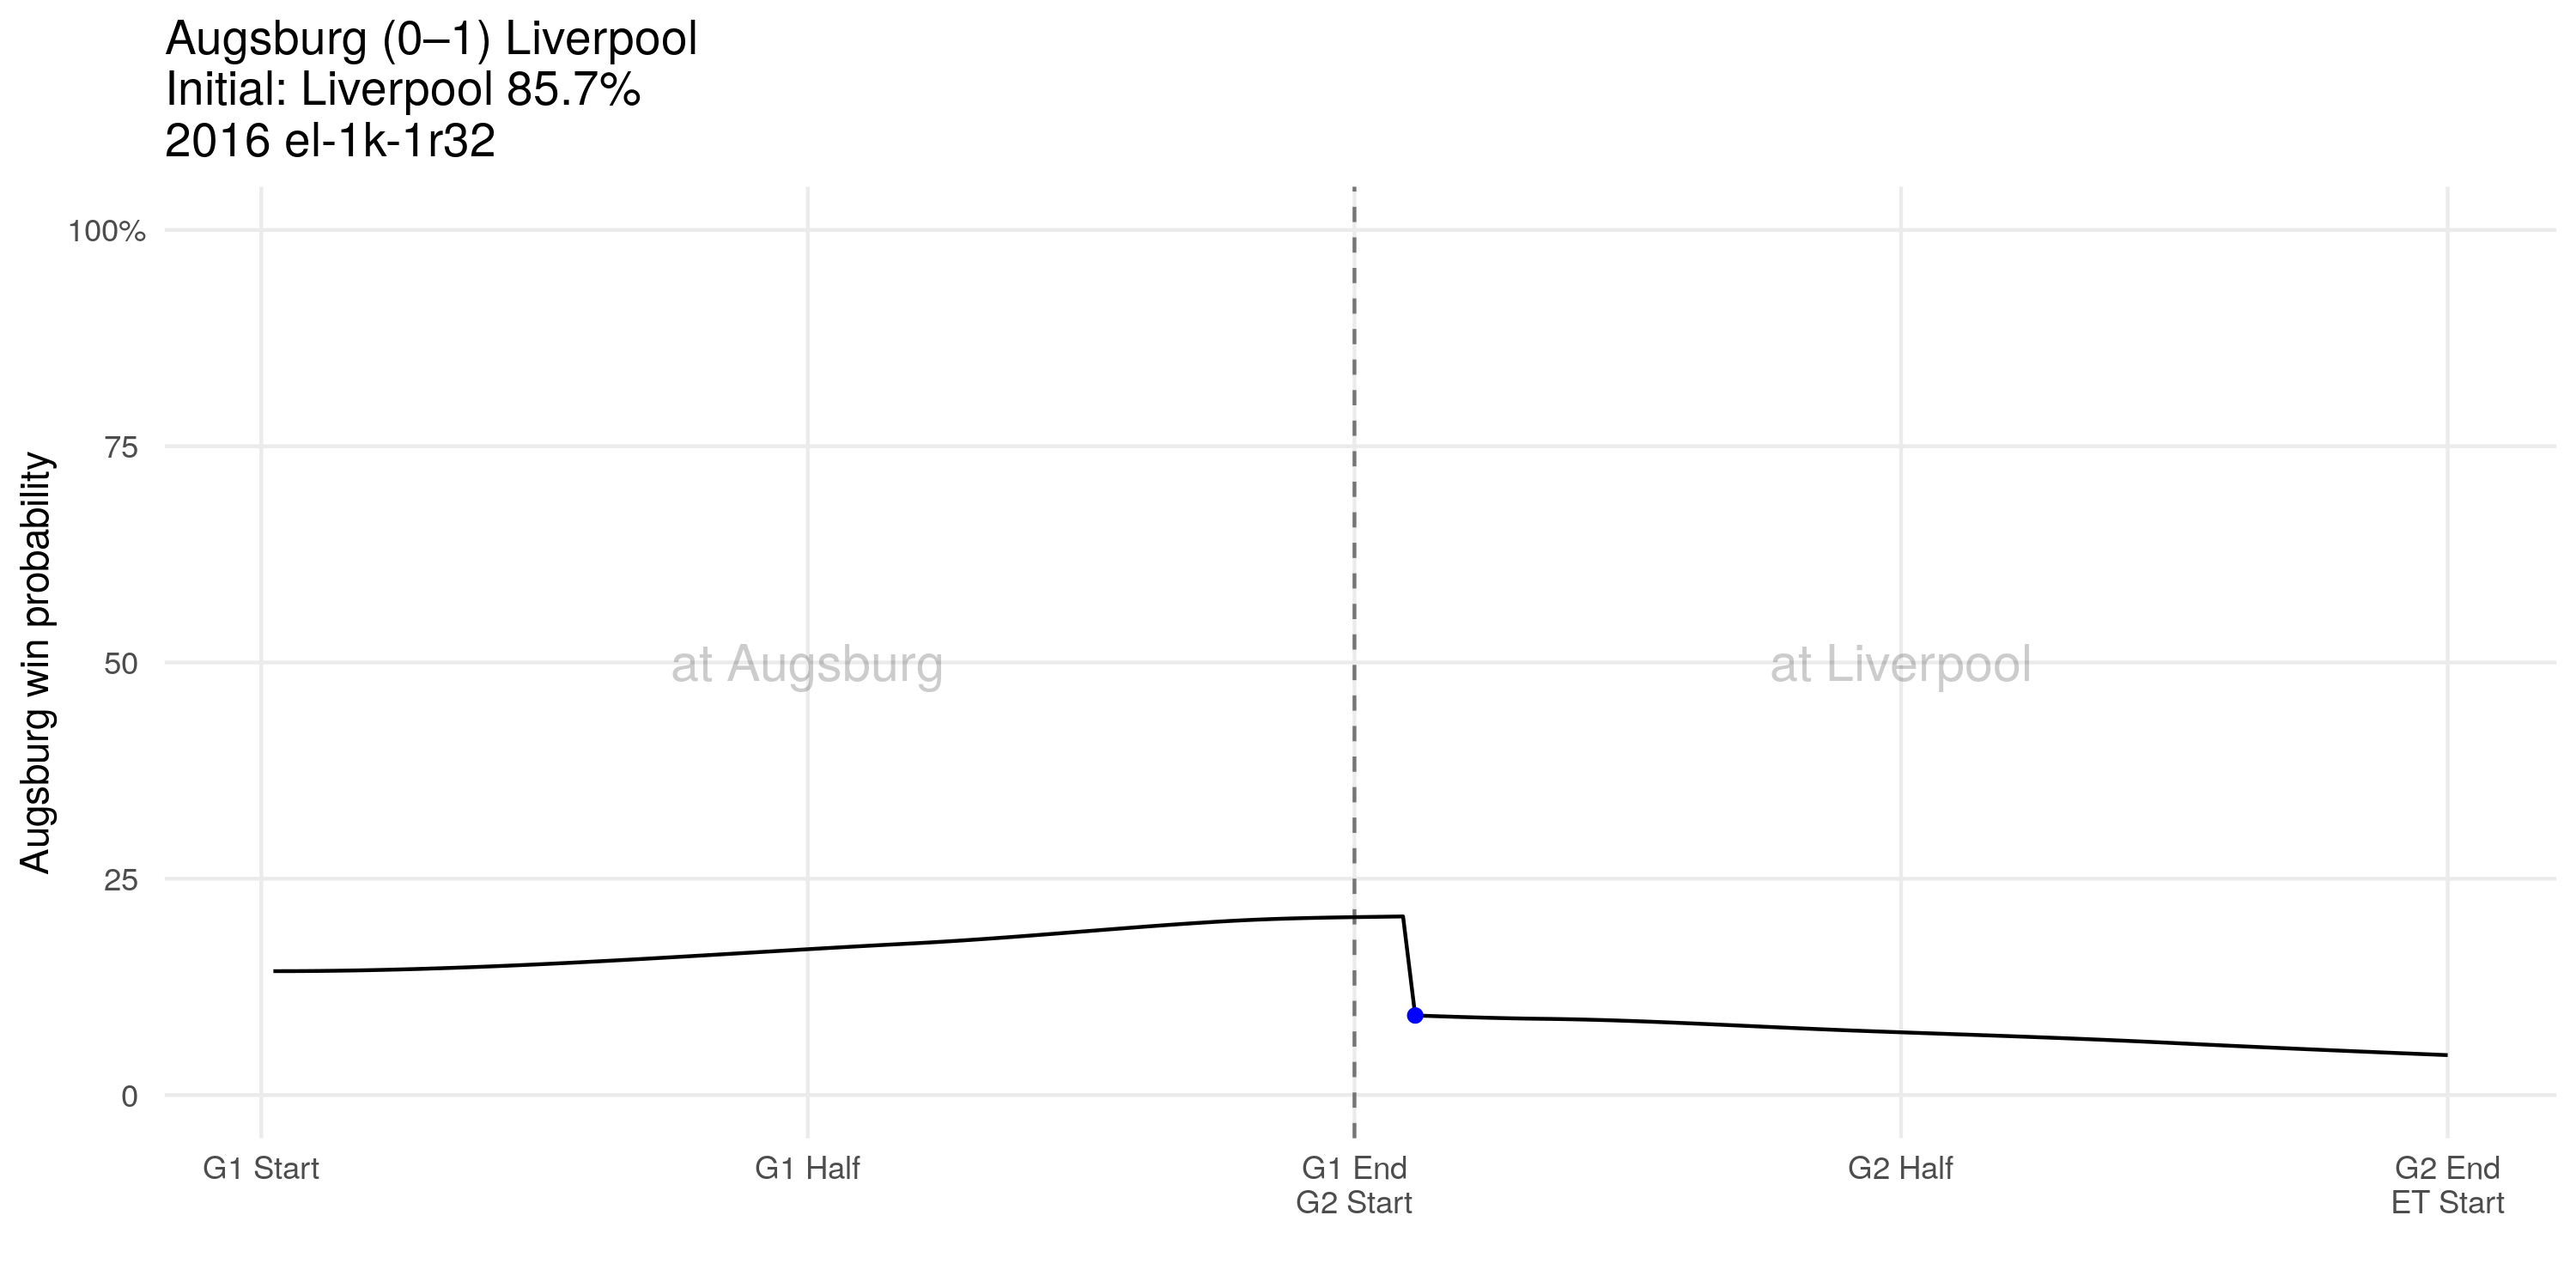 Augsburg (0–1) Liverpool
Initial: Liverpool 85.7%
2016 el-1k-1r32
Augsburg win probability
100%
75
50
25
0
at Augsburg
at Liverpool
G1 Start
G1 Half
G1 End
G2 Start
G2 Half
G2 End
ET Start